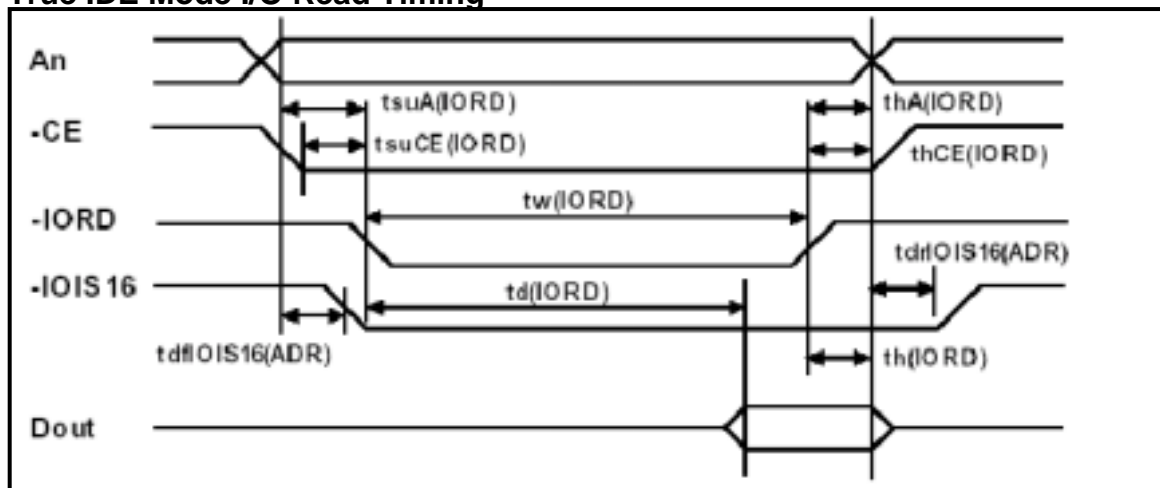 True IDE Mode I/O Read Timing
An
tsuA(IORD)
thA(IORD)
-CE
tsuCE(IORD)
thCE(IORD)
tw(IORD)
-IORD
tdrIOIS16(ADR)
-IOIS16
td(IORD)
tdfIOIS16(ADR)
th(IORD)
Dout